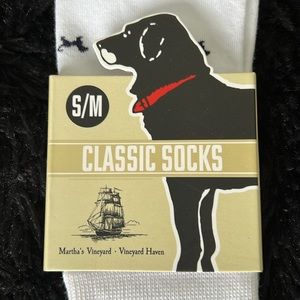 S/M
CLASSIC SOCKS
Martha's Vineyard · Vineyard Haven